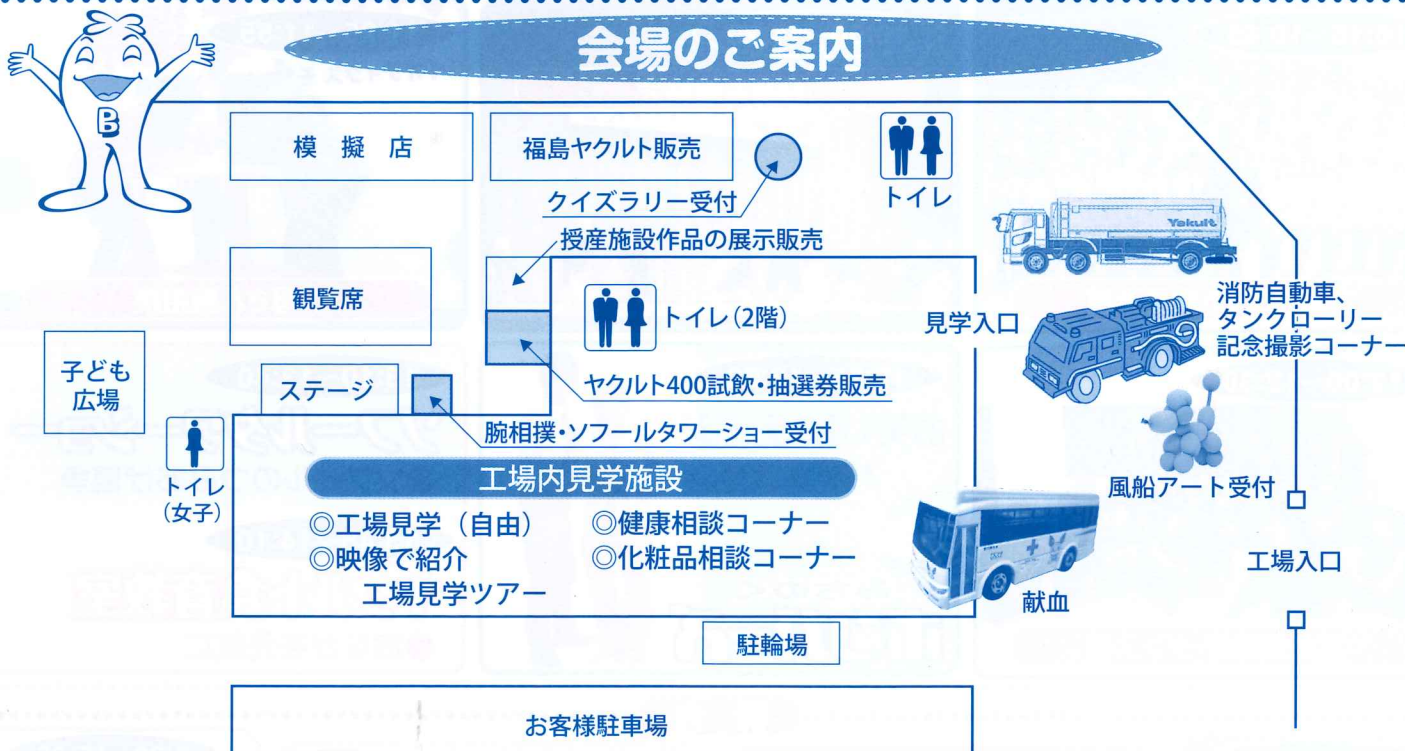 会場のご案内
B
模擬店
福島ヤクルト販売
クイズラリー受付
トイレ
授産施設作品の展示販売
Yakult
観覧席
トイレ(2階)
見学入口
消防自動車、
タンクローリー
記念撮影コーナー
子ども
広場
ステージ
ヤクルト400試飲・抽選券販売
腕相撲・ソフールタワーショー受付
トイレ
(女子)
工場内見学施設
風船アート受付
◎工場見学(自由)
◎健康相談コーナー
◎映像で紹介
◎化粧品相談コーナー
工場見学ツアー
工場入口
献血
駐輪場
お客様駐車場